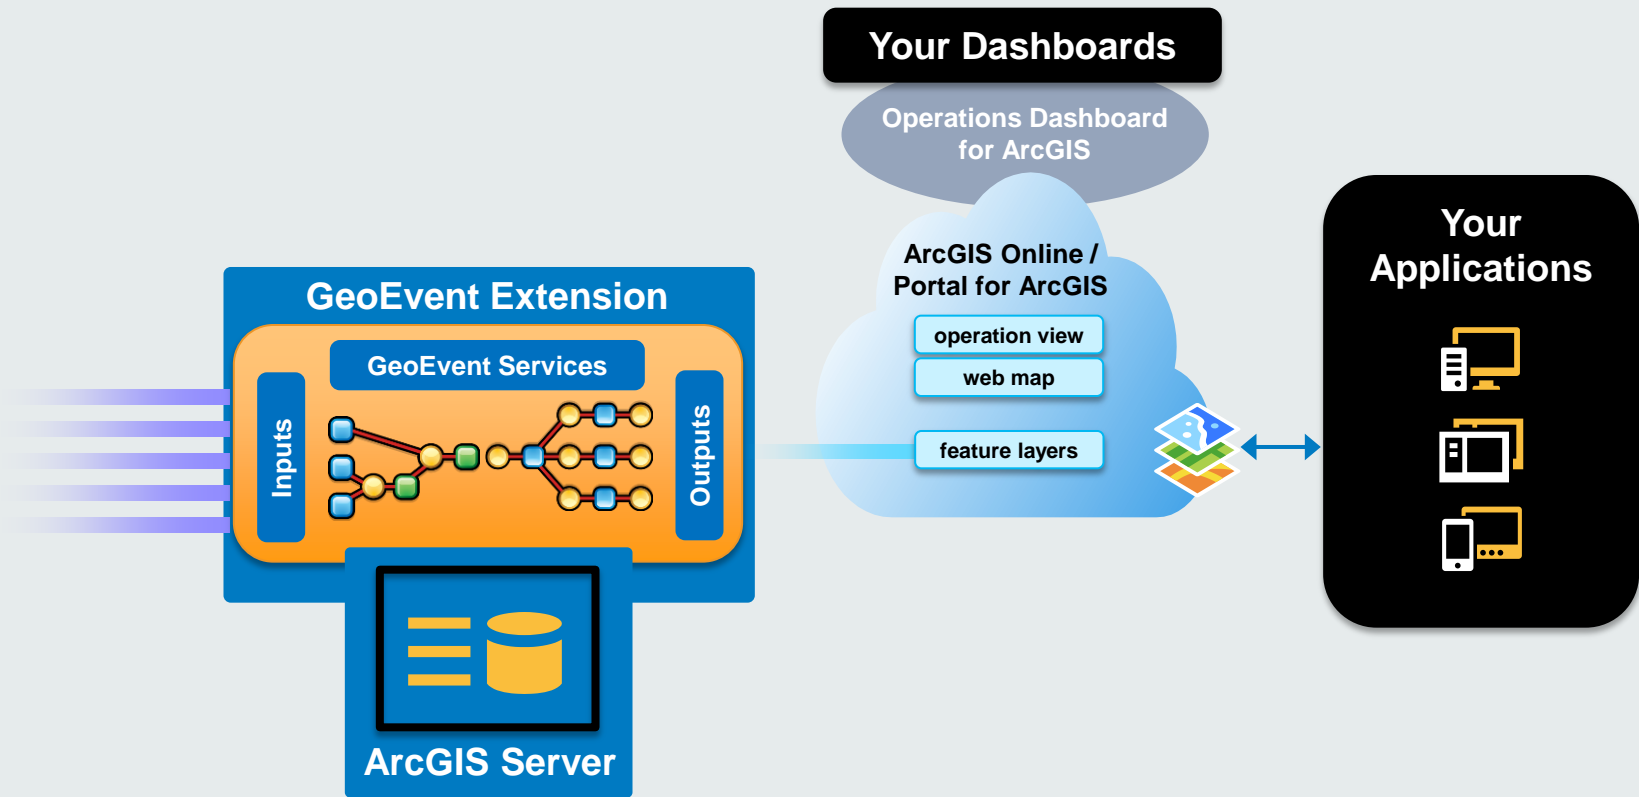 Your Dashboards
Operations Dashboard
for ArcGIS
ArcGIS Online /
Portal for ArcGIS
operation view
web map
feature layers
Your
Applications
GeoEvent Extension
GeoEvent Services
Inputs
Outputs
ArcGIS Server